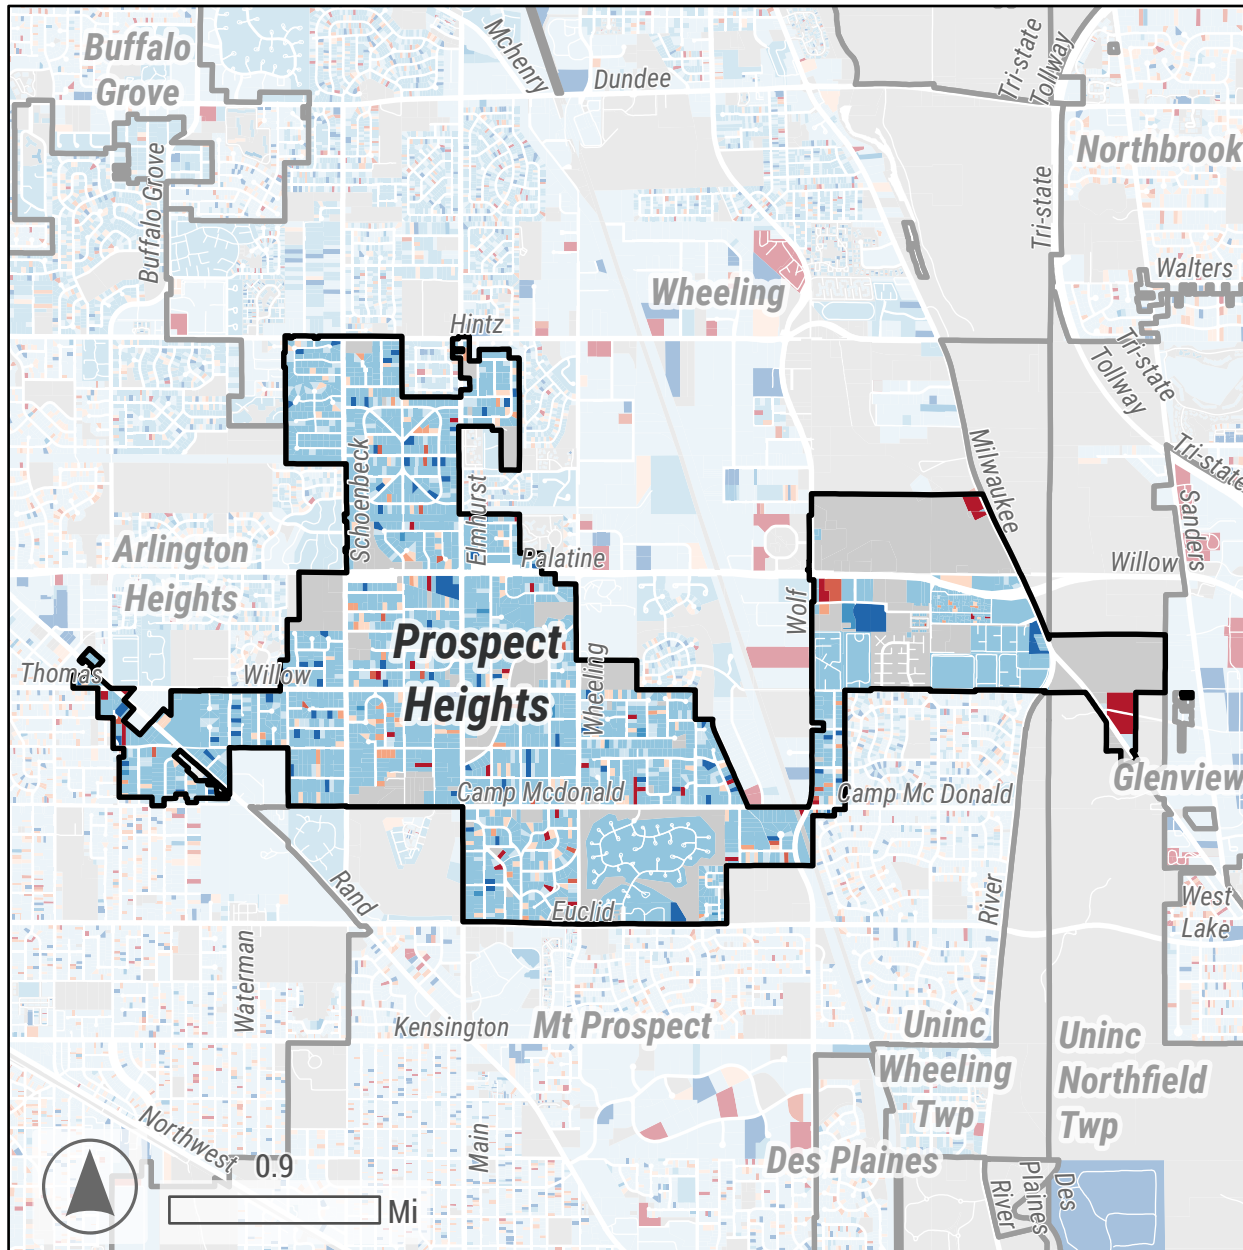 Buffalo
Grove
Mchenry
Dundee
Tri-state
Tollway
Northbrook
Buffalo Grove
Tri-state
Walters
Wheeling
Hintz
Tri-state
Tollway
Tri-state
Schoenbeck
Elmhurst
Milwaukee
Sanders
Arlington
Heights
Palatine
Willow
Wolf
Prospect
Heights
Thomas
Willow
Wheeling
Glenview
Camp Mcdonald
Camp Mc Donald
Rand
Euclid
River
West
Lake
Waterman
Kensington
Mt Prospect
Uninc
Wheeling
Twp
Uninc
Northfield
Twp
Northwest
Main
Des Plaines
Des
Plaines
River
0.9
Mi